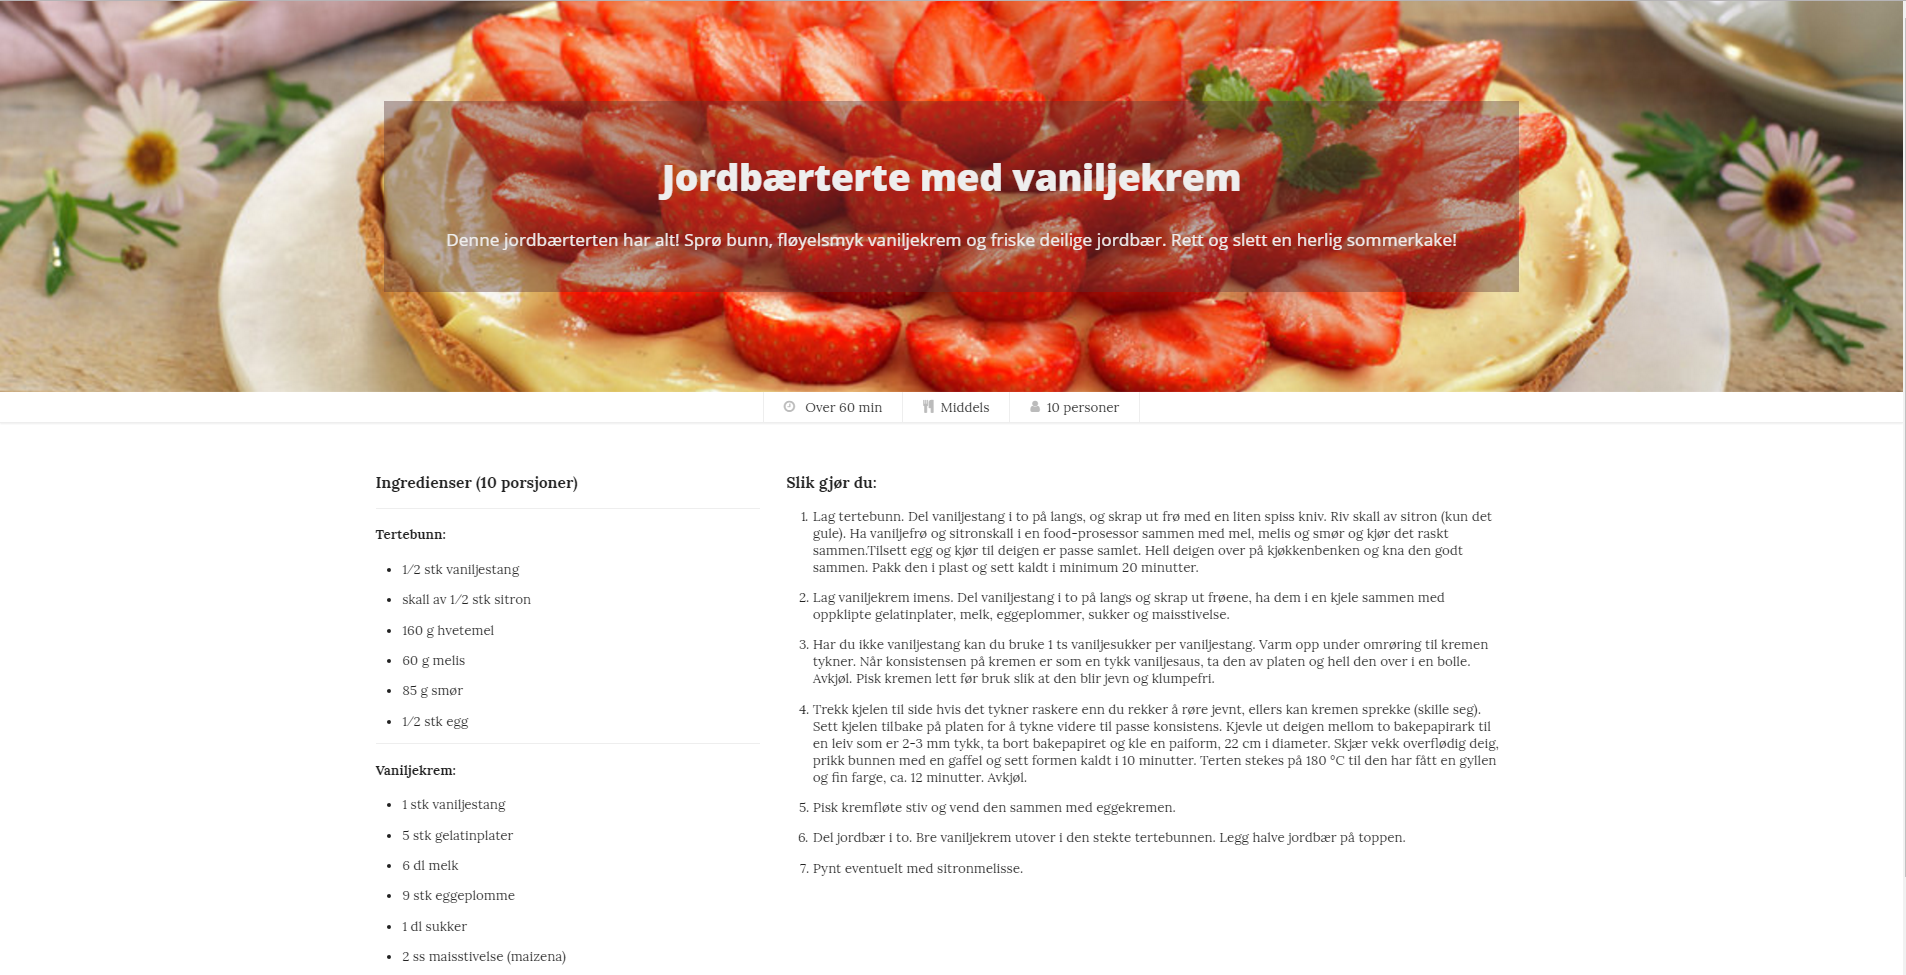 Jordbærterte med vaniljekrem
Denne jordbærterten har alt! Sprø bunn, fløyelsmyk vaniljekrem og friske deilige jordbær. Rett og slett en herlig sommerkake!
Over 60 min
Middels
10 personer
Ingredienser (10 porsjoner)
Tertebunn:
1/2 stk vaniljestang
skall av 1/2 stk sitron
160 g hvetemel
60 g melis
85 g smør
1/2 stk egg
Vaniljekrem:
1 stk vaniljestang
5 stk gelatinplater
6 dl melk
9 stk eggeplomme
1 dl sukker
2 ss maisstivelse (maizena)
Slik gjør du:
1. Lag tertebunn. Del vaniljestang i to på langs, og skrap ut frø med en liten spiss kniv. Riv skall av sitron (kun det
gule). Ha vaniljefrø og sitronskall i en food-prosessor sammen med mel, melis og smør og kjør det raskt
sammen.Tilsett egg og kjør til deigen er passe samlet. Hell deigen over på kjøkkenbenken og kna den godt
sammen. Pakk den i plast og sett kaldt i minimum 20 minutter.
2. Lag vaniljekrem imens. Del vaniljestang i to på langs og skrap ut frøene, ha dem i en kjele sammen med
oppklipte gelatinplater, melk, eggeplommer, sukker og maisstivelse.
3. Har du ikke vaniljestang kan du bruke 1 ts vaniljesukker per vaniljestang. Varm opp under omrøring til kremen
tykner. Når konsistensen på kremen er som en tykk vaniljesaus, ta den av platen og hell den over i en bolle.
Avkjøl. Pisk kremen lett før bruk slik at den blir jevn og klumpefri.
4. Trekk kjelen til side hvis det tykner raskere enn du rekker å røre jevnt, ellers kan kremen sprekke (skille seg).
Sett kjelen tilbake på platen for å tykne videre til passe konsistens. Kjevle ut deigen mellom to bakepapirark til
en leiv som er 2-3 mm tykk, ta bort bakepapiret og kle en paiform, 22 cm i diameter. Skjær vekk overflødig deig,
prikk bunnen med en gaffel og sett formen kaldt i 10 minutter. Terten stekes på 180 °C til den har fått en gyllen
og fin farge, ca. 12 minutter. Avkjøl.
5. Pisk kremfløte stiv og vend den sammen med eggekremen.
6. Del jordbær i to. Bre vaniljekrem utover i den stekte tertebunnen. Legg halve jordbær på toppen.
7. Pynt eventuelt med sitronmelisse.